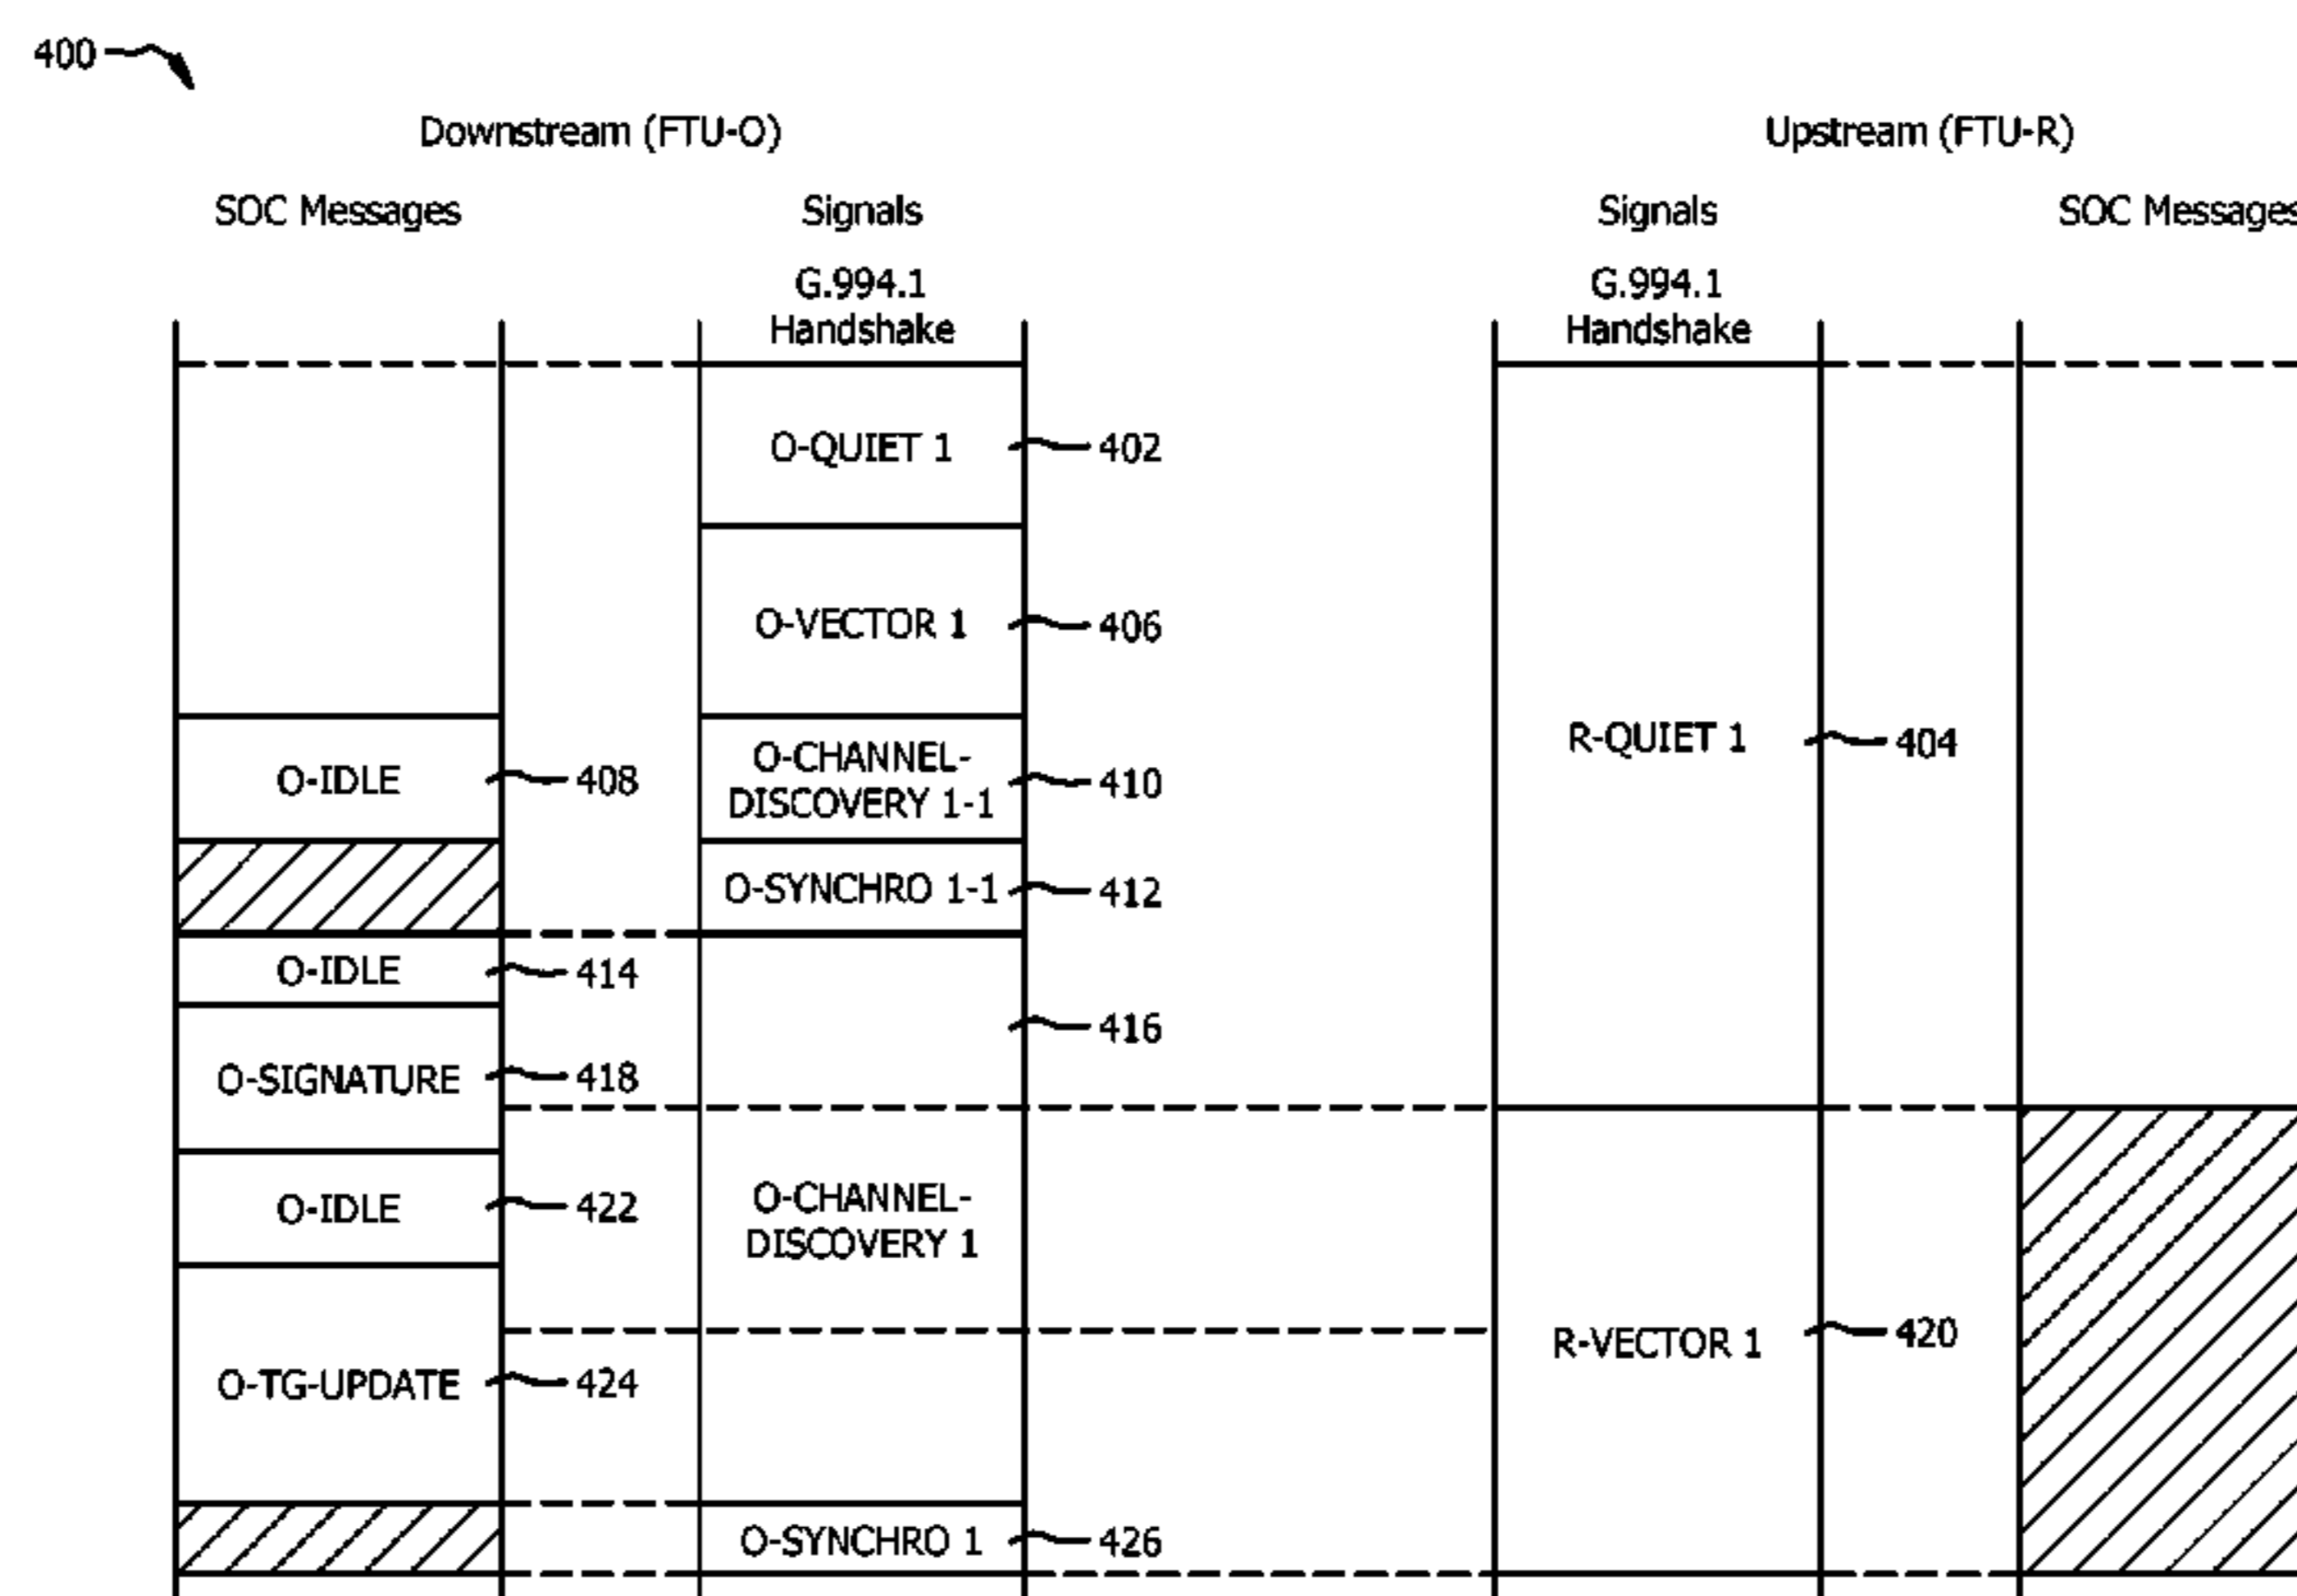 400
Downstream (FTU-O)
Upstream (FTU-R)
SOC Messages
Signals
Signals
SOC Messages
G.994.1
Handshake
G.994.1
Handshake
O-QUIET 1
402
O-VECTOR 1
406
R-QUIET 1
404
O-IDLE
408
O-CHANNEL-
DISCOVERY 1-1
410
O-SYNCHRO 1-1
412
O-IDLE
414
416
O-SIGNATURE
418
O-IDLE
422
O-CHANNEL-
DISCOVERY 1
R-VECTOR 1
420
O-TG-UPDATE
424
O-SYNCHRO 1
426